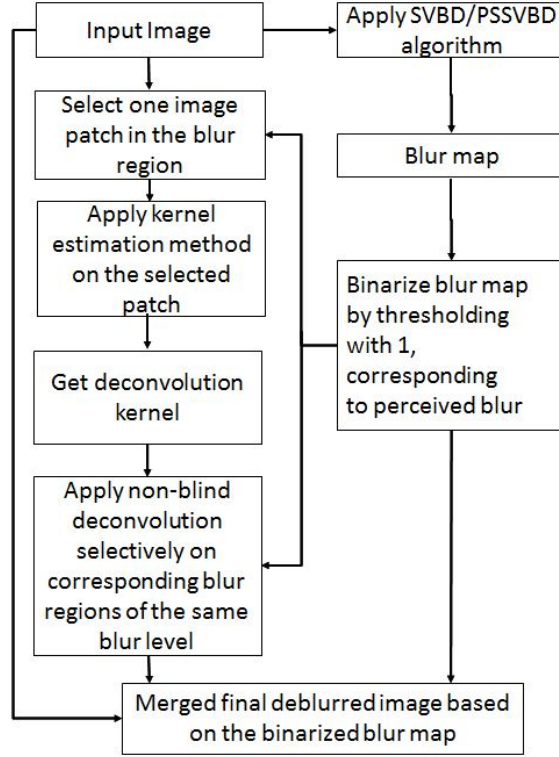 Input Image
Apply SVBD/PSSVBD
algorithm
Select one image
patch in the blur
region
Blur map
Apply kernel
estimation method
on the selected
patch
Binarize blur map
by thresholding
with 1,
corresponding
to perceived blur
Get deconvolution
kernel
Apply non-blind
deconvolution
selectively on
corresponding blur
regions of the same
blur level
Merged final deblurred image based
on the binarized blur map